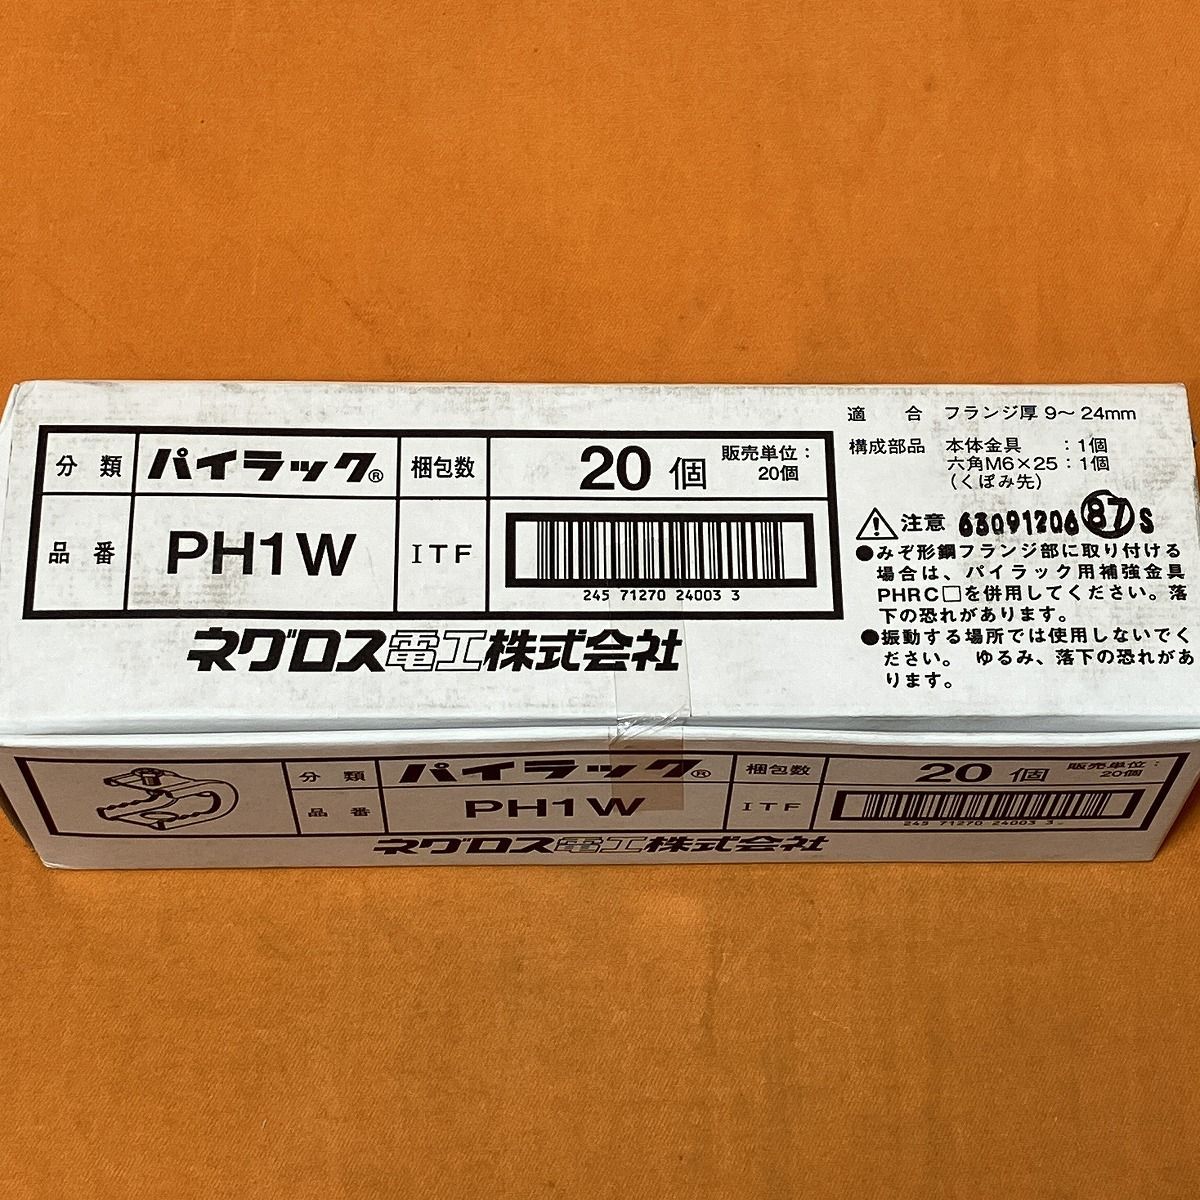 分類 パイラック® 梱包数 20個 販売単位：
20個
品番 PH1W ITF
245 71270 24003 3
ネグロス電工株式会社
適合 フランジ厚 9～24mm
構成部品 本体金具 ：1個
六角M6×25：1個
（くぼみ先）
注意 63091206 87 S
●みぞ形鋼フランジ部に取り付ける
場合は、パイラック用補強金具
PHRC□を併用してください。落
下の恐れがあります。
●振動する場所では使用しないでく
ださい。 ゆるみ、落下の恐れがあ
ります。
分類 パイラック® 梱包数 20個 販売単位：
20個
品番 PH1W ITF
245 71270 24003 3
ネグロス電工株式会社